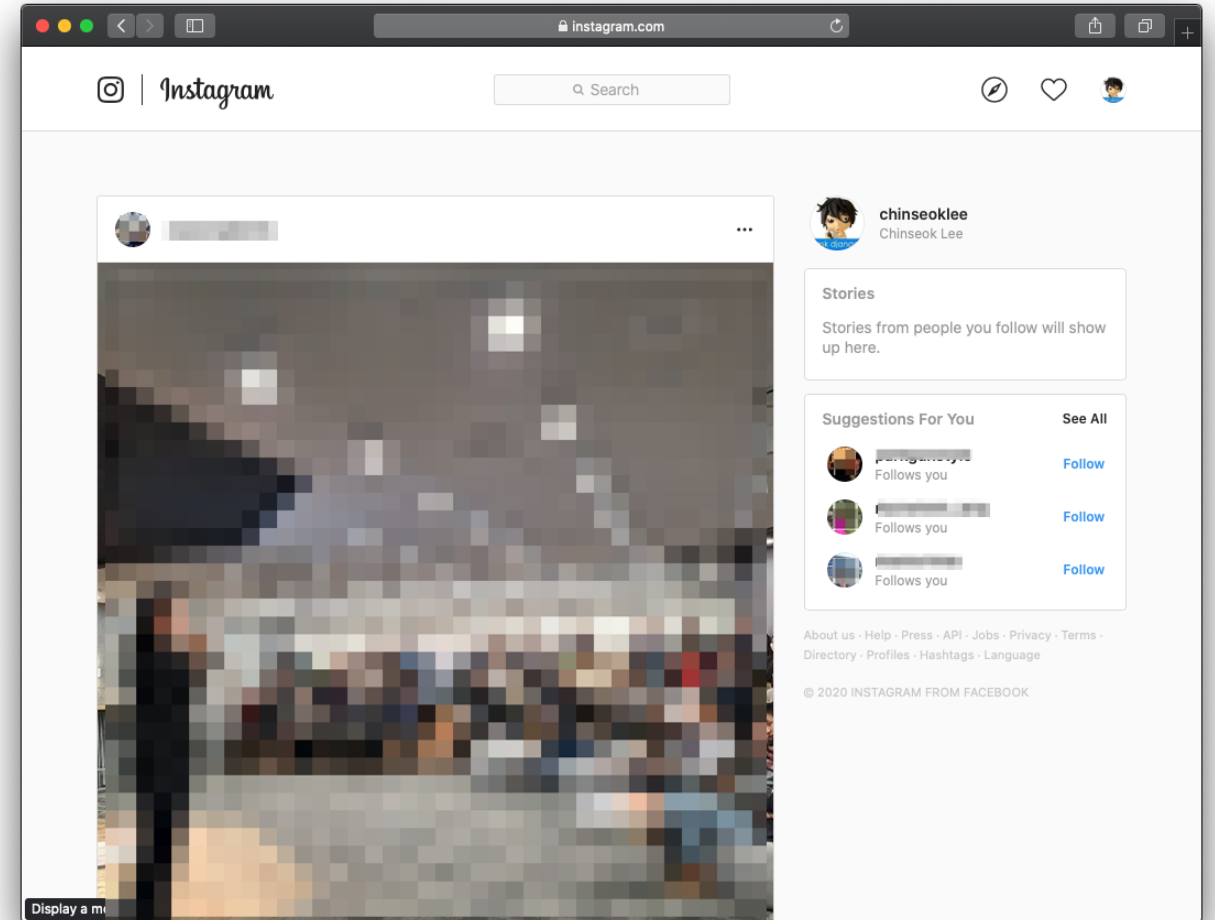 instagram.com
Instagram
Search
chinseoklee
Chinseok Lee
Stories
Stories from people you follow will show
up here.
Suggestions For You See All
Follows you Follow
Follows you Follow
Follows you Follow
About us · Help · Press · API · Jobs · Privacy · Terms ·
Directory · Profiles · Hashtags · Language
© 2020 INSTAGRAM FROM FACEBOOK
Display a